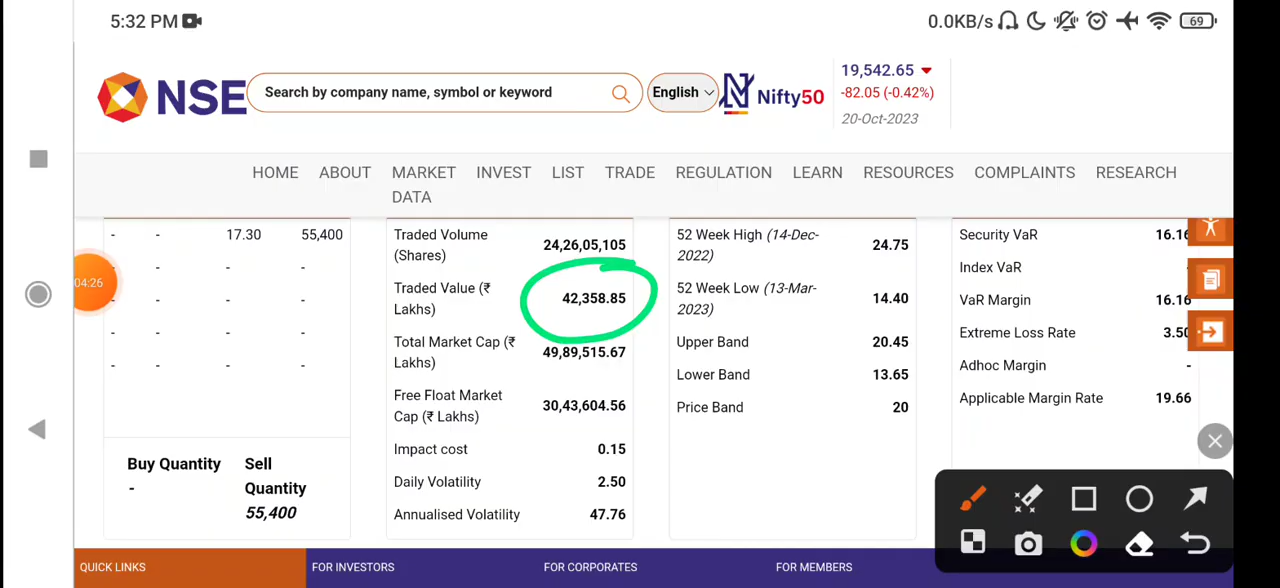 5:32 PM
0.0KB/s
69
NSE
Search by company name, symbol or keyword
English
Nifty50
19,542.65
-82.05 (-0.42%)
20-Oct-2023
HOME ABOUT MARKET DATA INVEST LIST TRADE REGULATION LEARN RESOURCES COMPLAINTS RESEARCH
- - 17.30 55,400
- - - -
- - - -
- - - -
- - - -
04:26
Buy Quantity
-
Sell Quantity
55,400
Traded Volume
(Shares) 24,26,05,105
Traded Value (₹
Lakhs) 42,358.85
Total Market Cap (₹
Lakhs) 49,89,515.67
Free Float Market
Cap (₹ Lakhs) 30,43,604.56
Impact cost 0.15
Daily Volatility 2.50
Annualised Volatility 47.76
52 Week High (14-Dec-
2022) 24.75
52 Week Low (13-Mar-
2023) 14.40
Upper Band 20.45
Lower Band 13.65
Price Band 20
Security VaR 16.16
Index VaR
VaR Margin 16.16
Extreme Loss Rate 3.50
Adhoc Margin -
Applicable Margin Rate 19.66
QUICK LINKS
FOR INVESTORS
FOR CORPORATES
FOR MEMBERS